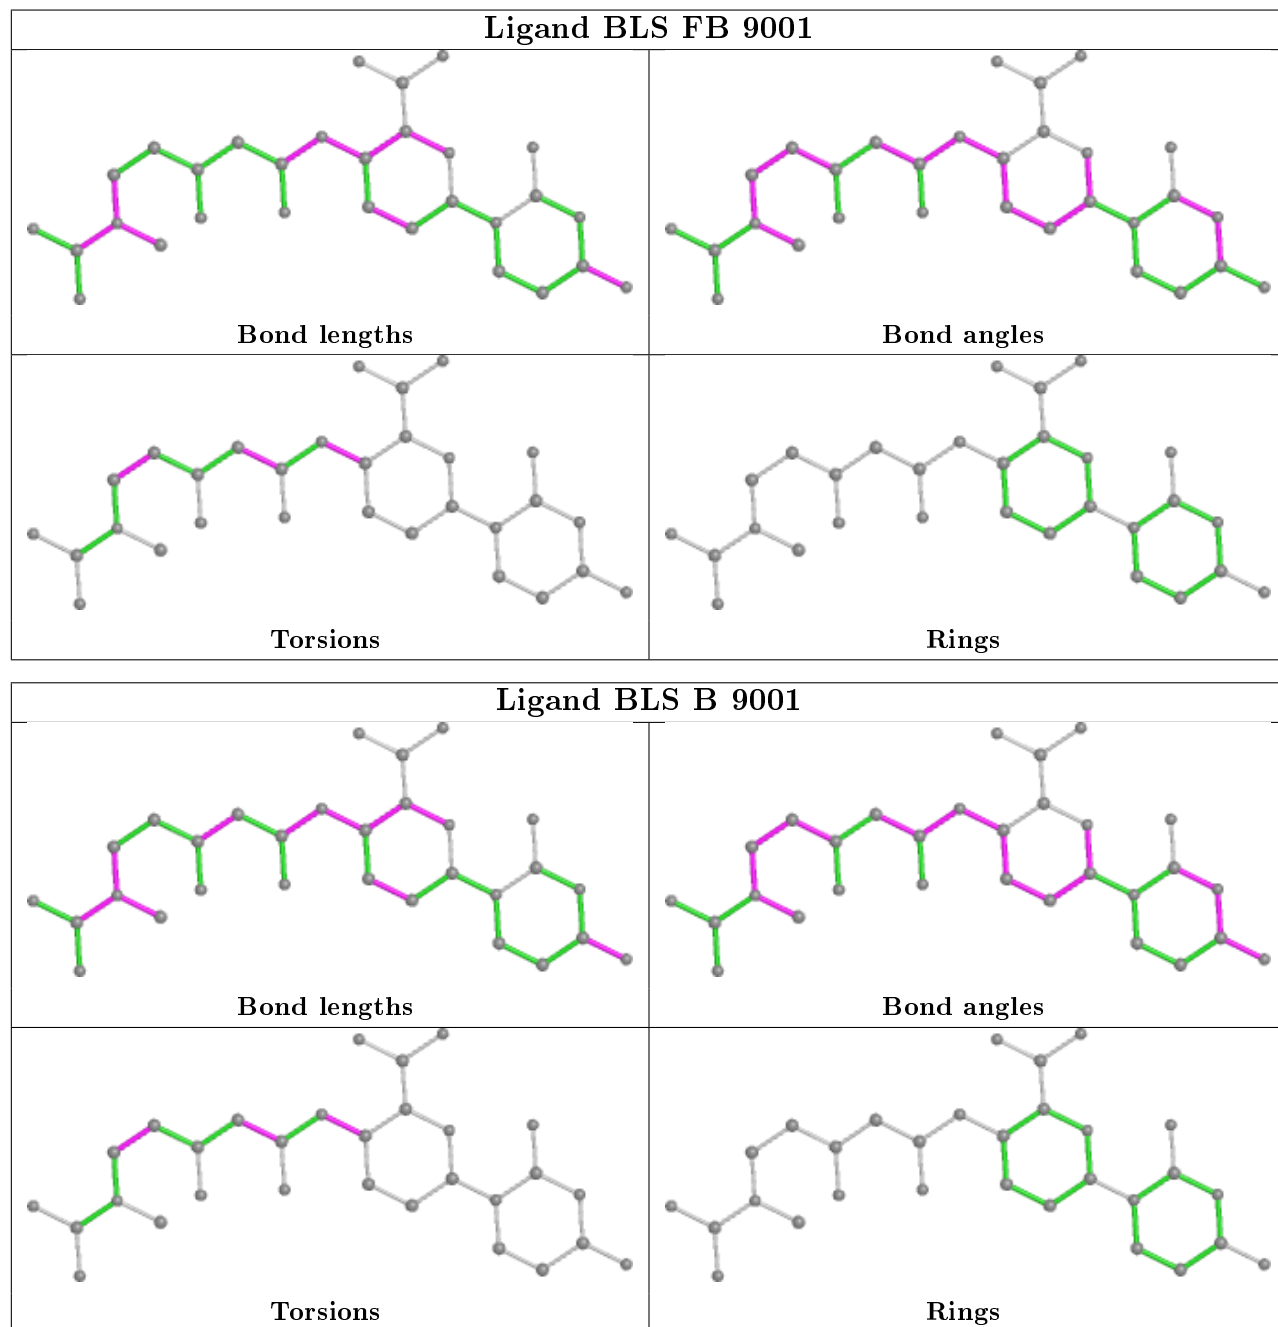 Ligand BLS FB 9001
Bond lengths
Bond angles
Torsions
Rings
Ligand BLS B 9001
Bond lengths
Bond angles
Torsions
Rings